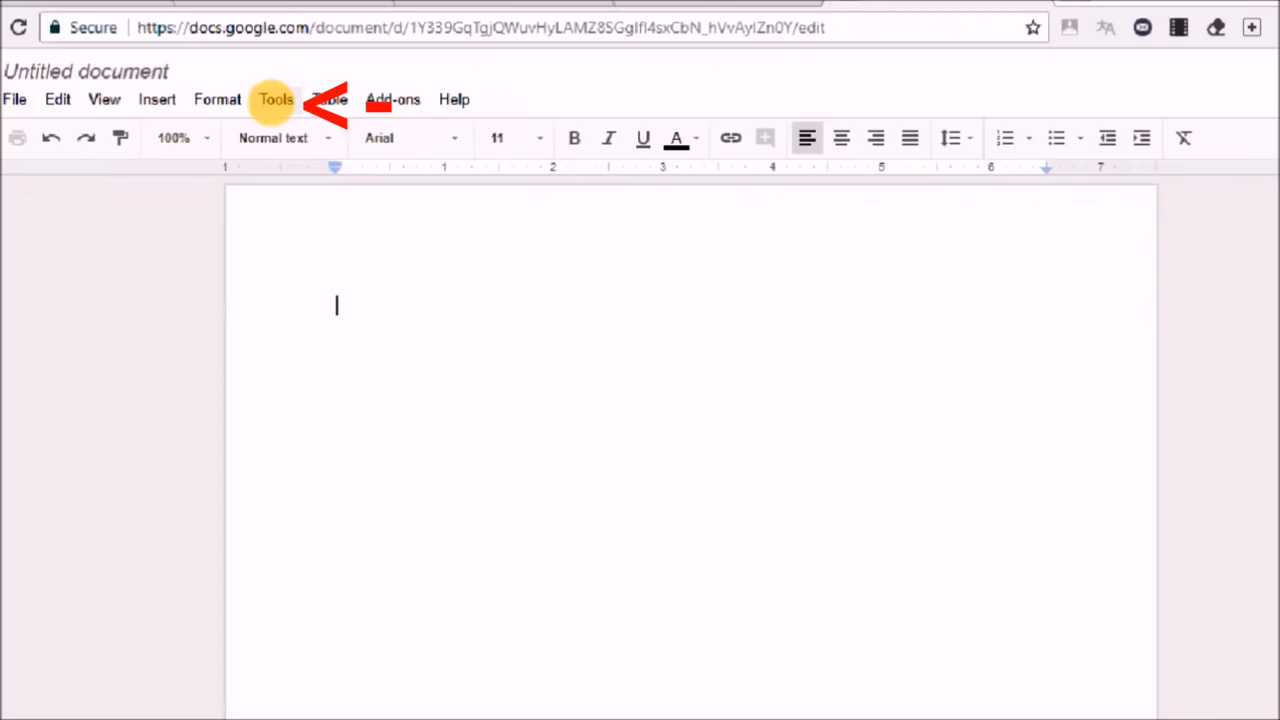 Secure https://docs.google.com/document/d/1Y339GqTgjQWuvHyLAMZ8SGglfl4sxCbN_hVvAyIZn0Y/edit
Untitled document
File Edit View Insert Format Tools Table Add-ons Help
100% Normal text Arial 11 B I U A
1 1 2 3 4 5 6 7